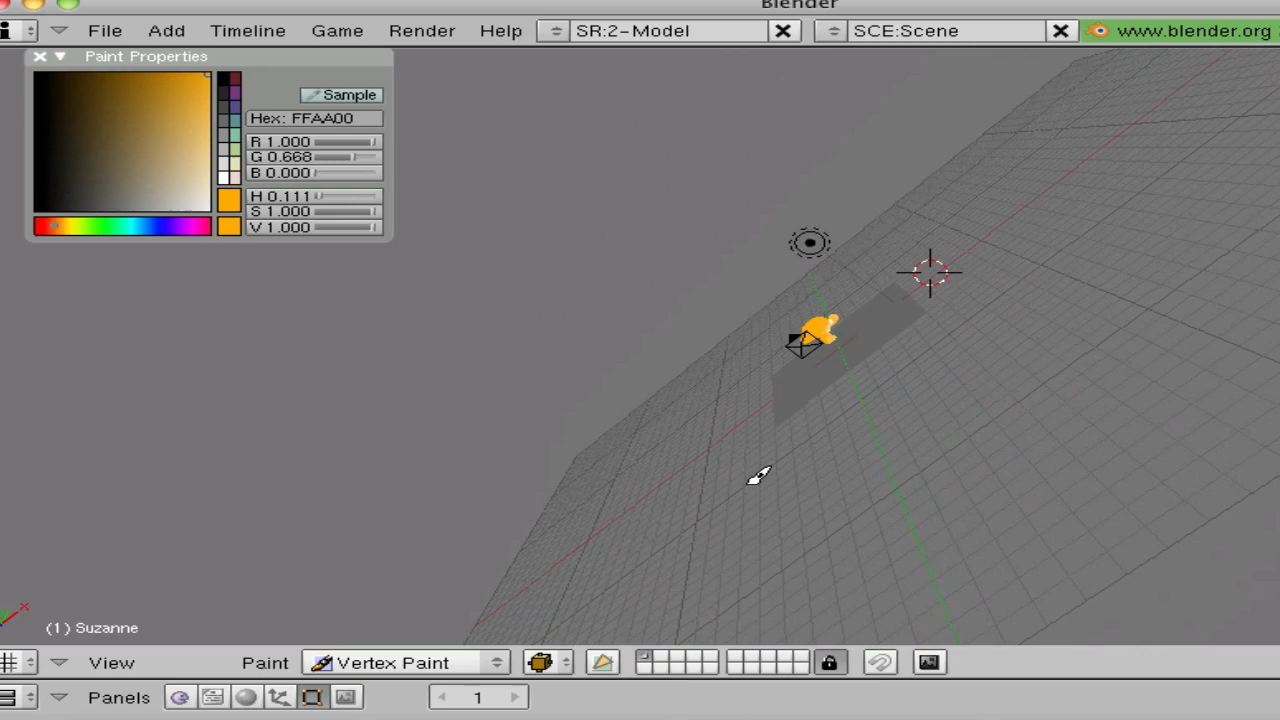 Blender
File Add Timeline Game Render Help SR:2-Model SCE:Scene www.blender.org
Paint Properties
Sample
Hex: FFAA00
R 1.000
G 0.668
B 0.000
H 0.111
S 1.000
V 1.000
x
(1) Suzanne
View Paint Vertex Paint
Panels 1